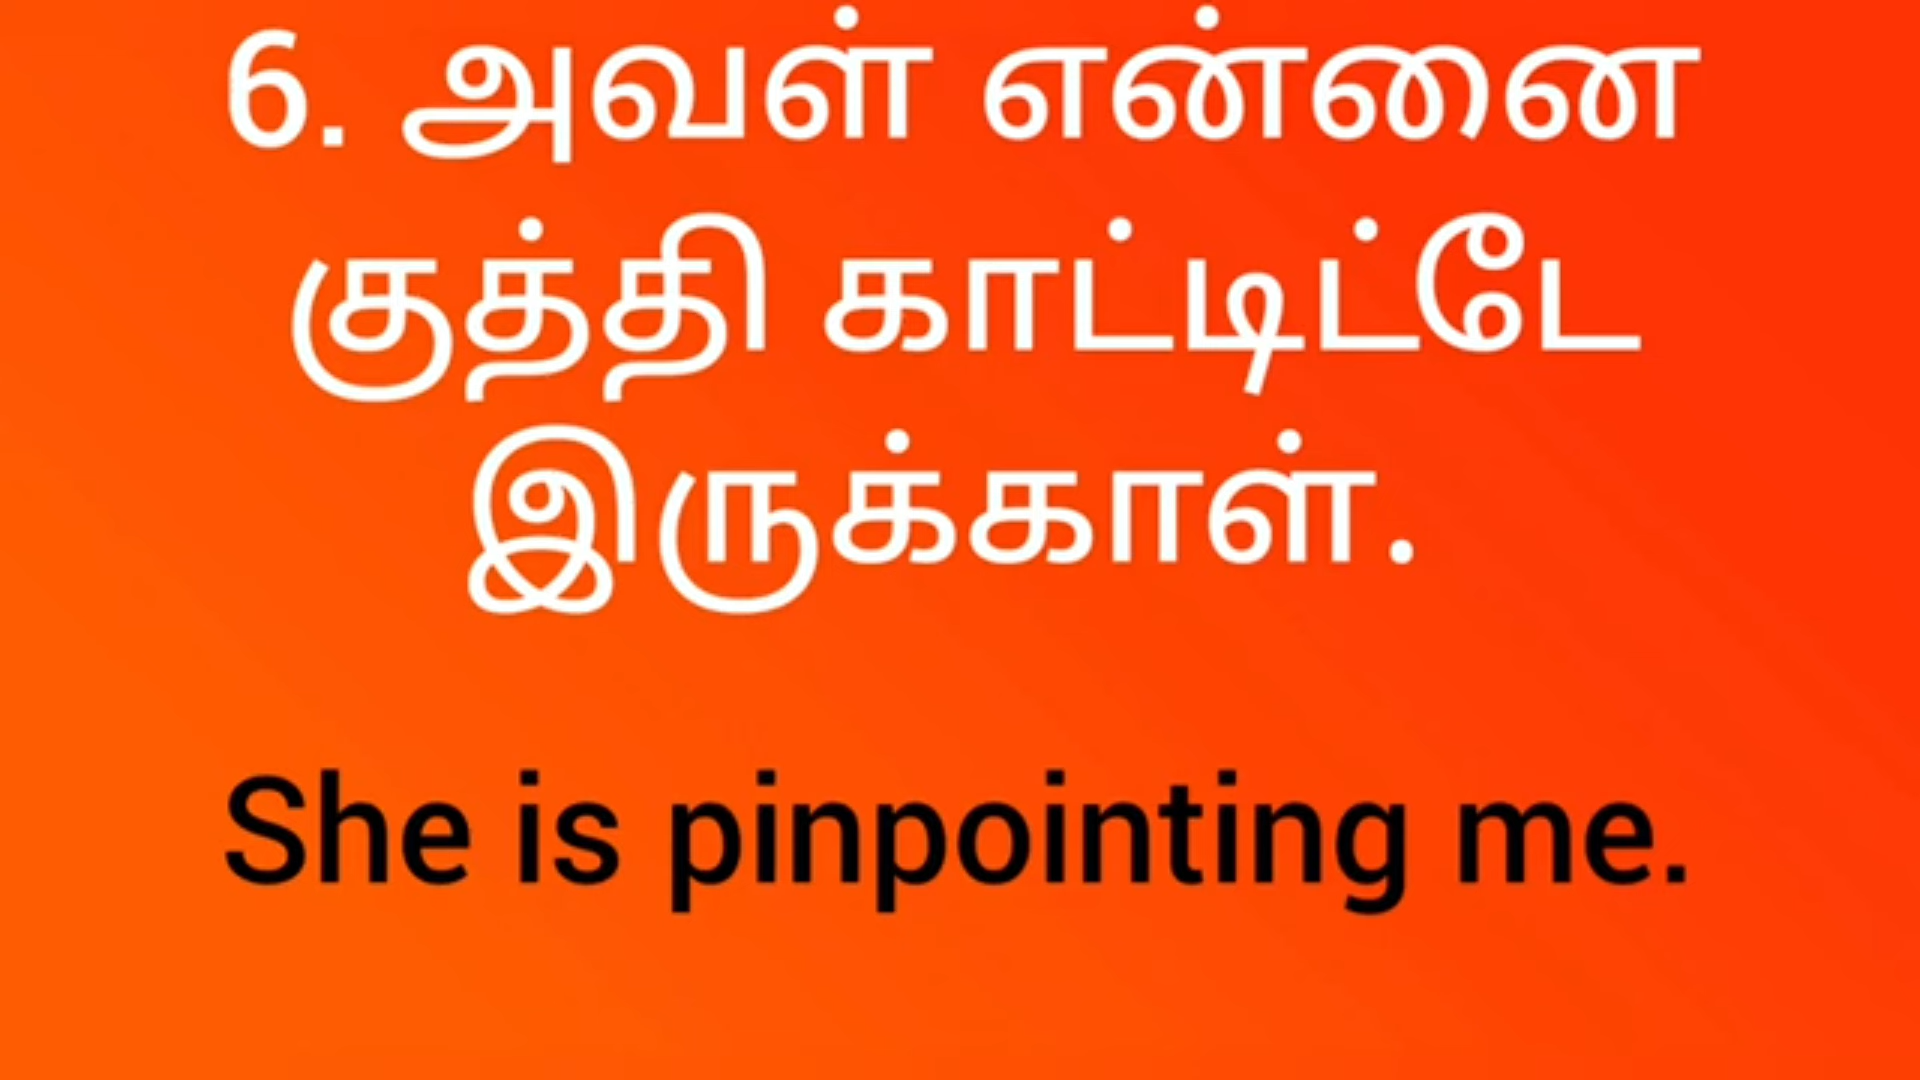 6. அவள் என்னை
குத்தி காட்டிட்டே
இருக்காள்.
She is pinpointing me.